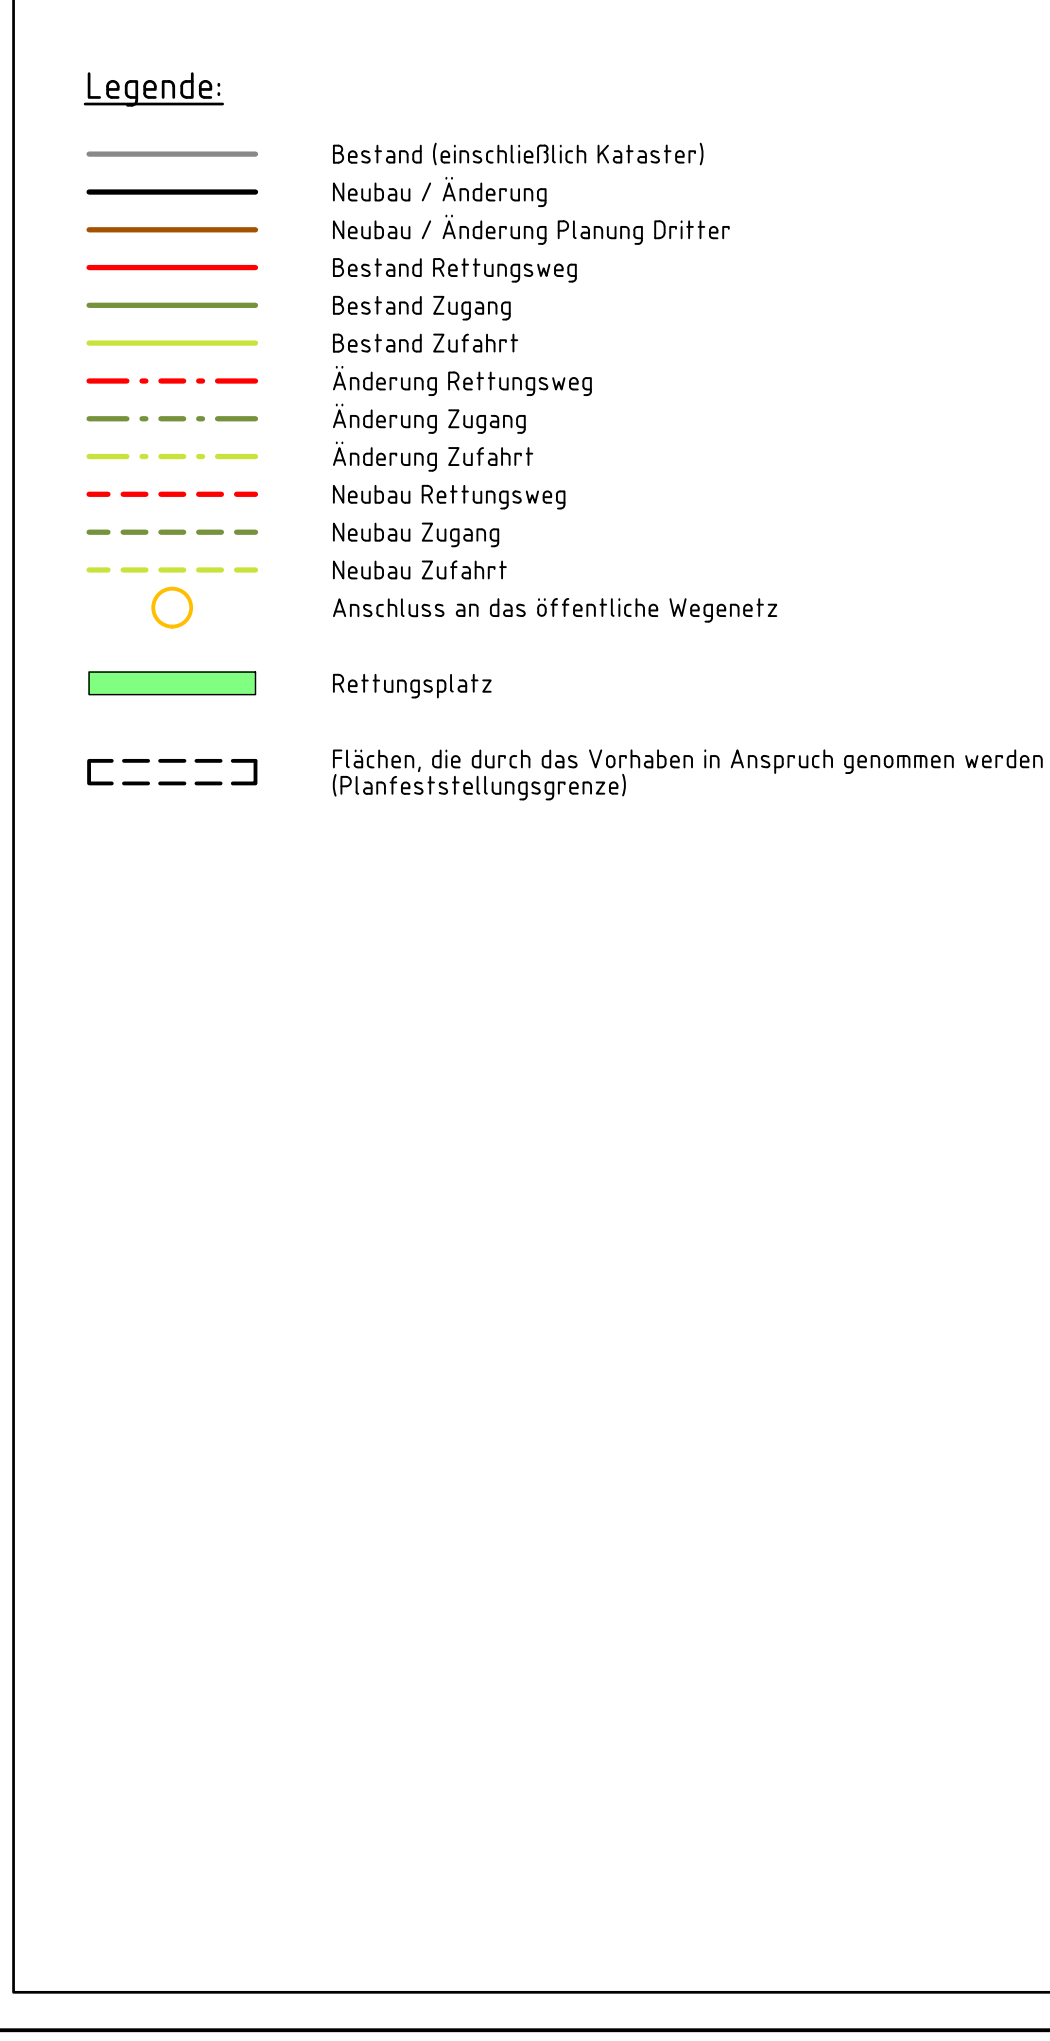 Legende:
Bestand (einschließlich Kataster)
Neubau / Änderung
Neubau / Änderung Planung Dritter
Bestand Rettungsweg
Bestand Zugang
Bestand Zufahrt
Änderung Rettungsweg
Änderung Zugang
Änderung Zufahrt
Neubau Rettungsweg
Neubau Zugang
Neubau Zufahrt
Anschluss an das öffentliche Wegenetz
Rettungsplatz
Flächen, die durch das Vorhaben in Anspruch genommen werden
(Planfeststellungsgrenze)